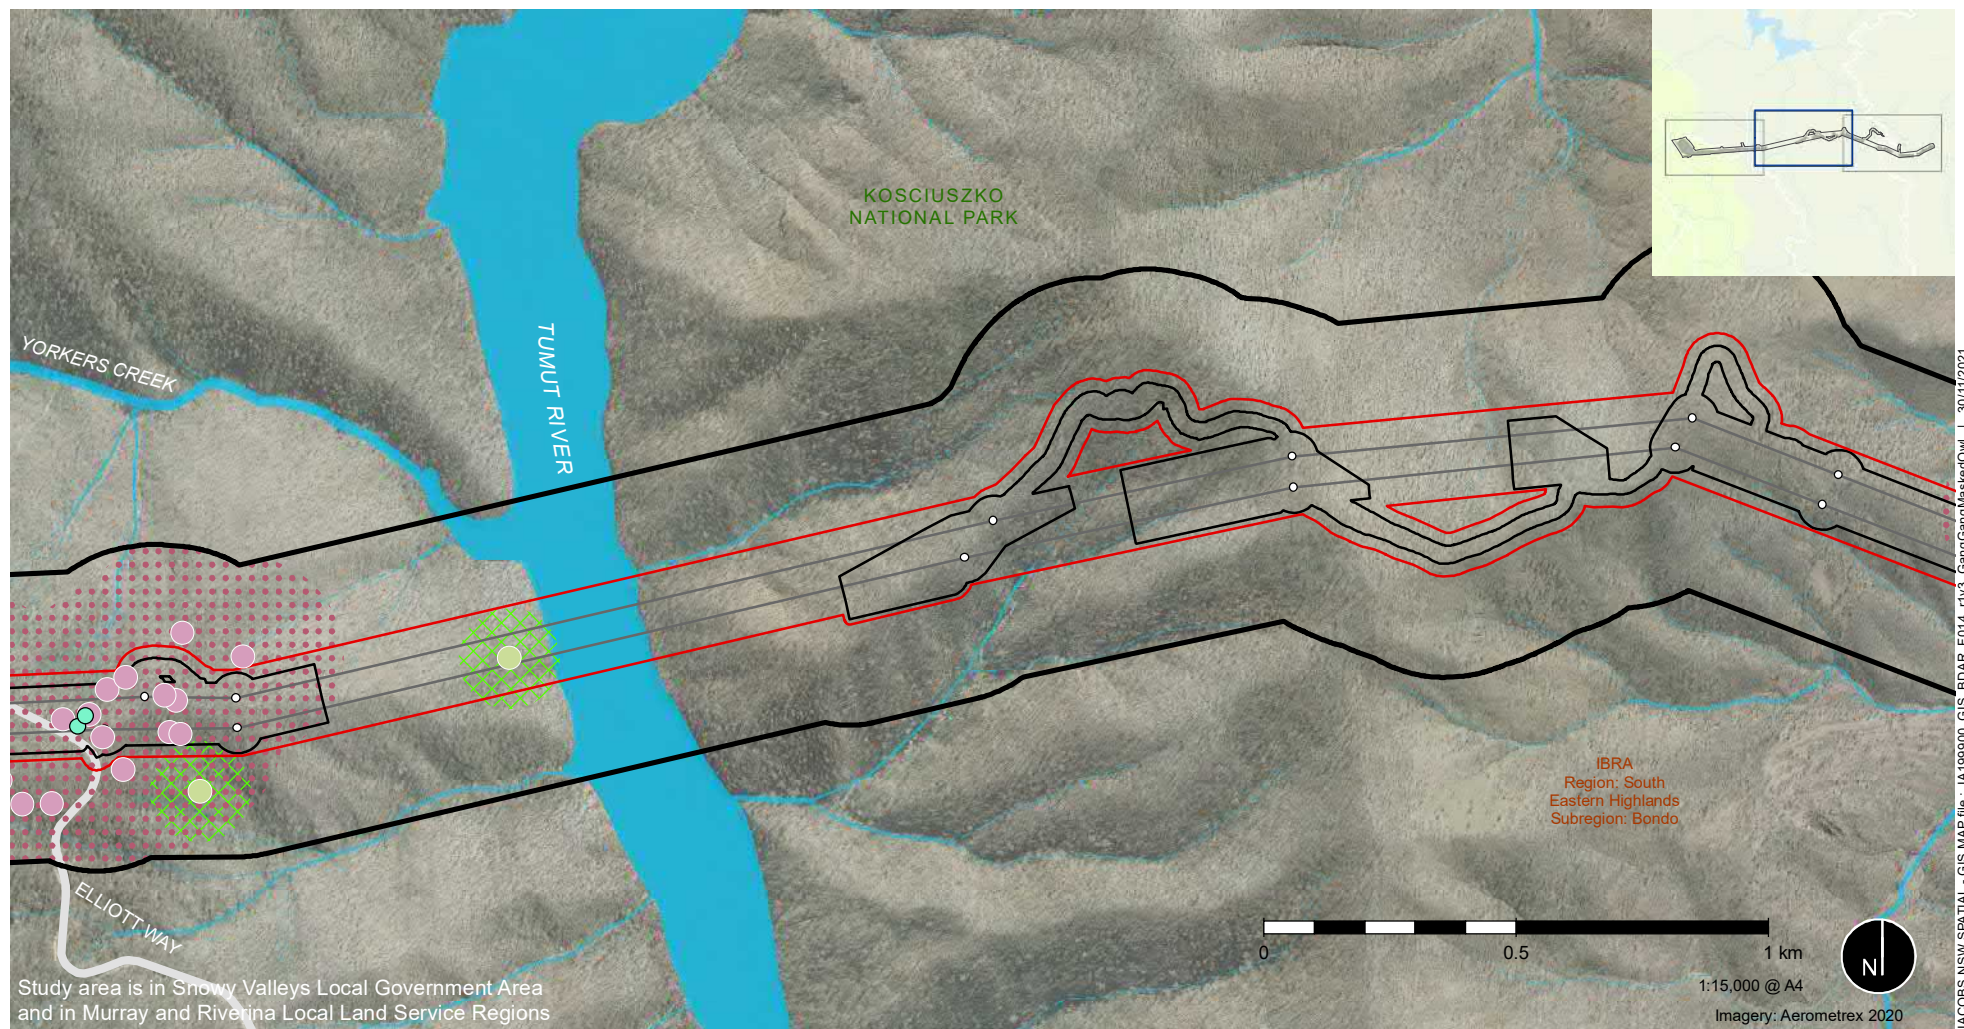 KOSCIUSZKO
NATIONAL PARK
YORKERS CREEK
TUMUT RIVER
IBRA
Region: South
Eastern Highlands
Subregion: Bondo
ELLIOTT WAY
Study area is in Snowy Valleys Local Government Area
and in Murray and Riverina Local Land Service Regions
0 0.5 1 km
N
1:15,000 @ A4
Imagery: Aerometrex 2020